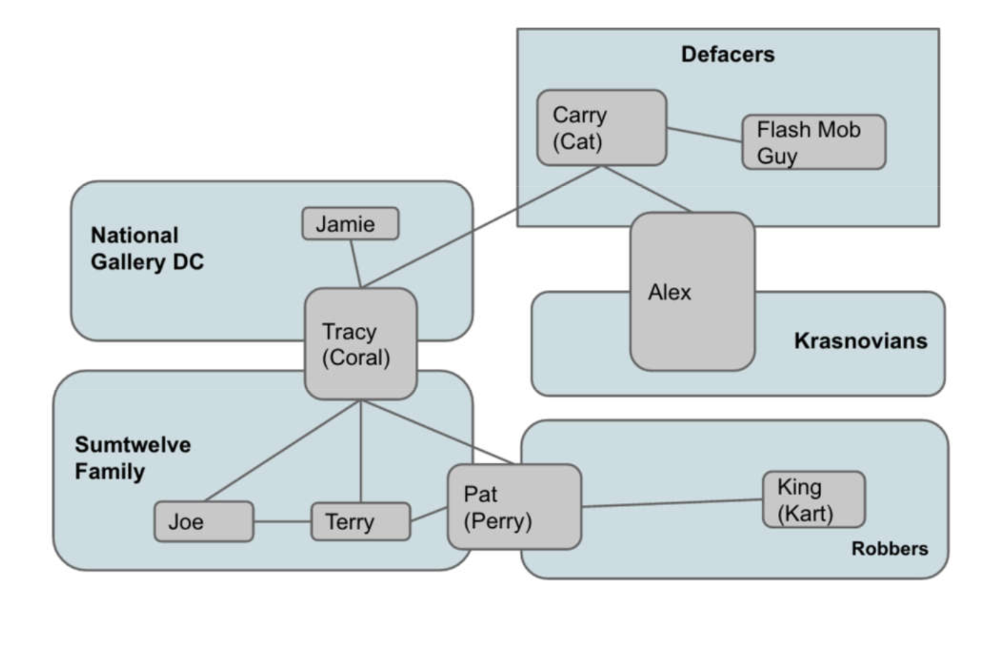 Defacers
Carry
(Cat)
Flash Mob
Guy
National
Gallery DC
Jamie
Alex
Tracy
(Coral)
Krasnovians
Sumtwelve
Family
Joe
Terry
Pat
(Perry)
King
(Kart)
Robbers